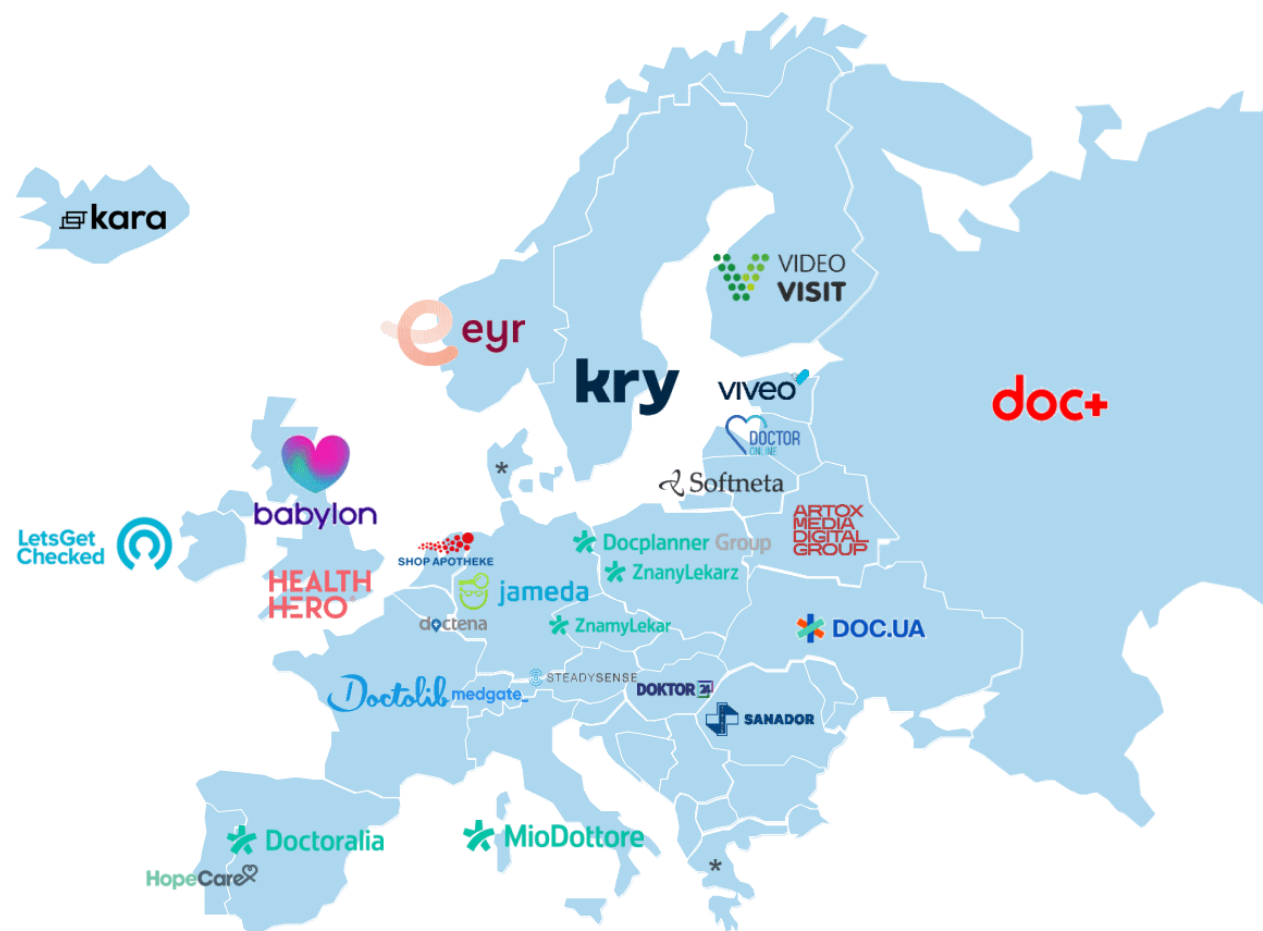 kara
VIDEO
VISIT
eyr
kry
viveo
doc+
DOCTOR
ONLINE
Softneta
babylon
LetsGet
Checked
ARTOX
MEDIA
DIGITAL
GROUP
SHOP APOTHEKE
Docplanner Group
ZnanyLekarz
HEALTH
HERO
jameda
doctena
ZnamyLekar
DOC.UA
STEADYSENSE
Doctolib
medgate_
DOKTOR 24
SANADOR
Doctoralia
MioDottore
HopeCare
*
*